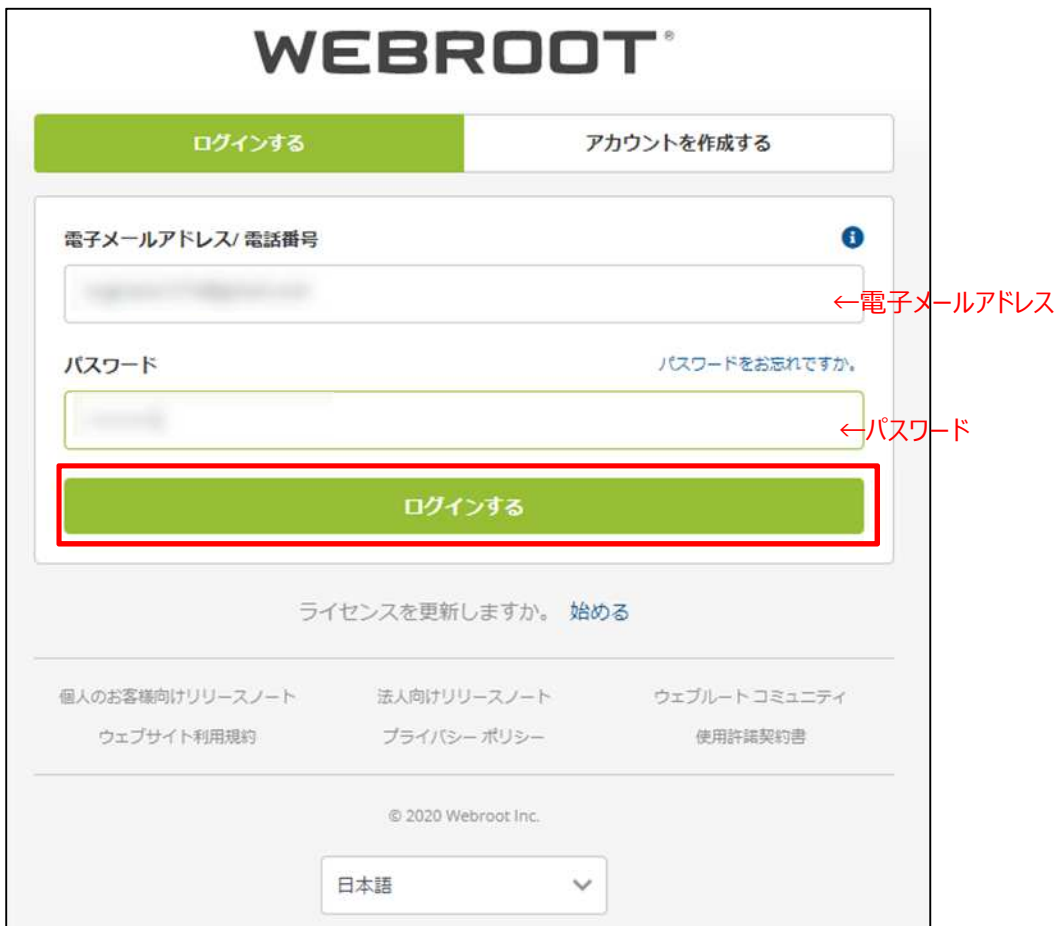 WEBROOT®
ログインする アカウントを作成する
電子メールアドレス/ 電話番号
←電子メールアドレス
パスワード パスワードをお忘れですか。
←パスワード
ログインする
ライセンスを更新しますか。 始める
個人のお客様向けリリースノート 法人向けリリースノート ウェブルート コミュニティ
ウェブサイト利用規約 プライバシー ポリシー 使用許諾契約書
© 2020 Webroot Inc.
日本語